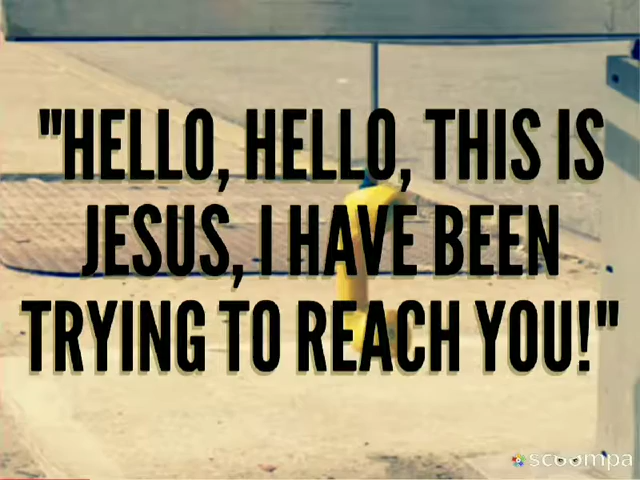 "HELLO, HELLO, THIS IS
JESUS, I HAVE BEEN
TRYING TO REACH YOU!"
scoompa